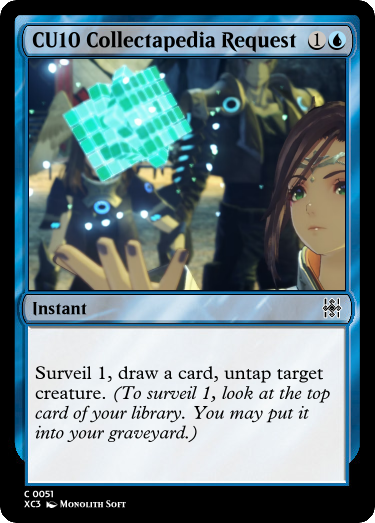 CU10 Collectapedia Request 1
Instant
Surveil 1, draw a card, untap target
creature. (To surveil 1, look at the top
card of your library. You may put it
into your graveyard.)
C 0051
XC3 Monolith Soft